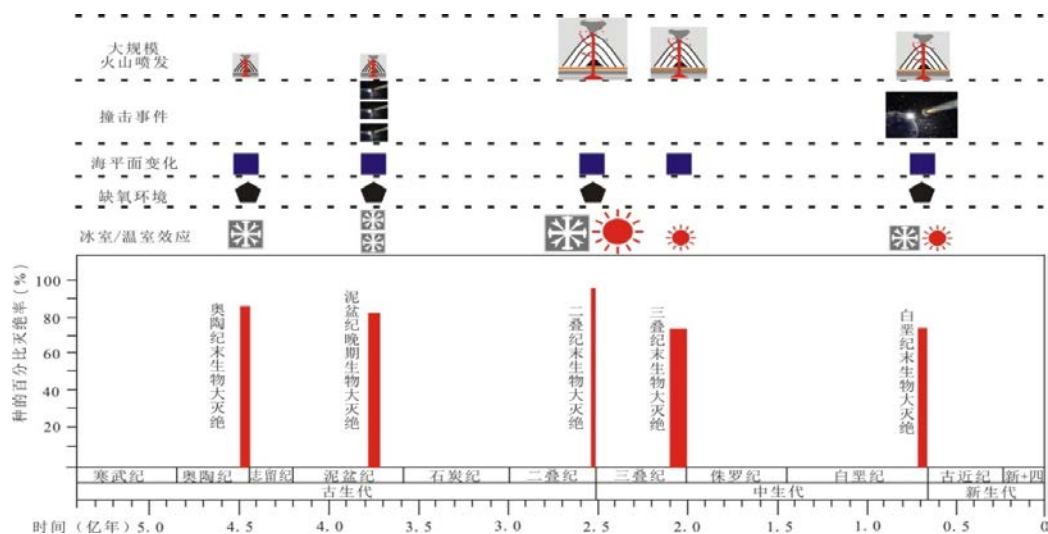 大规模
火山喷发
撞击事件
海平面变化
缺氧环境
冰室/温室效应
种的百分比灭绝率(%)
100
80
60
40
20
奥陶纪末生物大灭绝
泥盆纪晚期生物大灭绝
二叠纪末生物大灭绝
三叠纪末生物大灭绝
白垩纪末生物大灭绝
寒武纪 奥陶纪 志留纪 泥盆纪 石炭纪 二叠纪 三叠纪 侏罗纪 白垩纪 古近纪 新+四
古生代 中生代 新生代
时间(亿年) 5.0 4.5 4.0 3.5 3.0 2.5 2.0 1.5 1.0 0.5 0